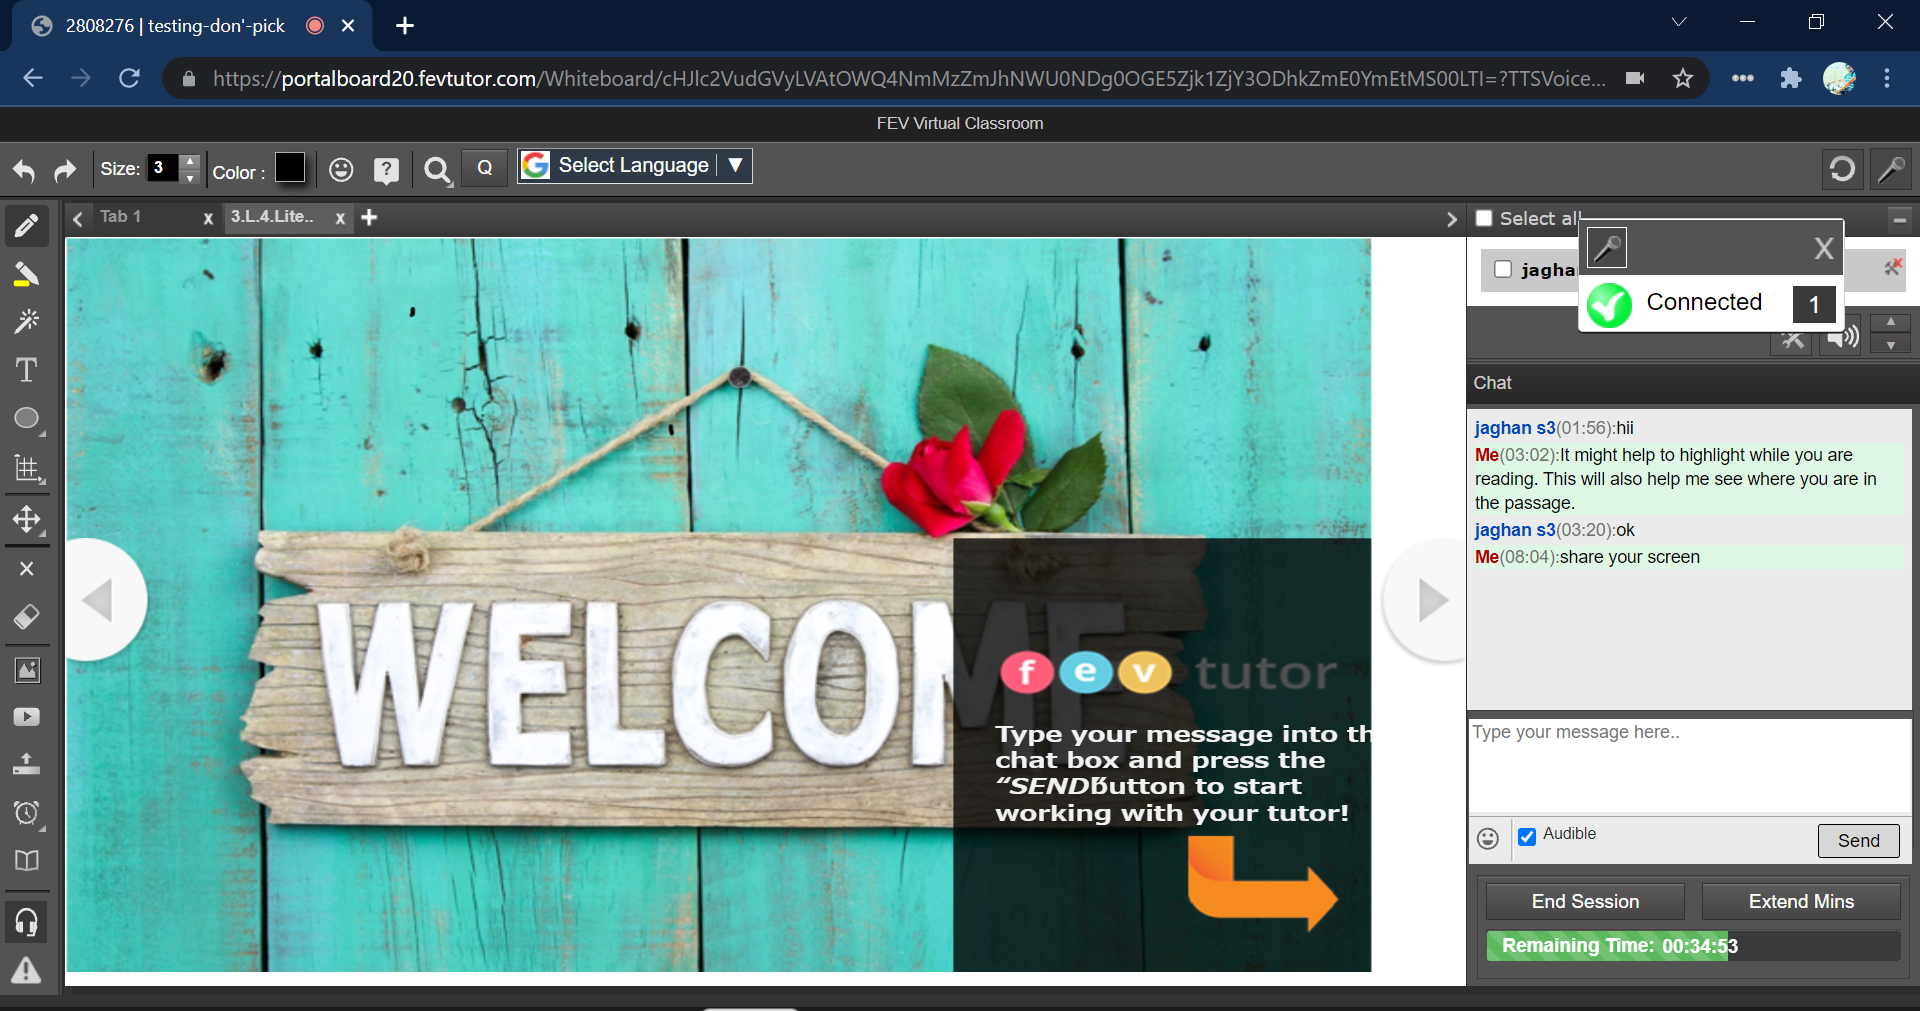 2808276 | testing-don'-pick
https://portalboard20.fevtutor.com/Whiteboard/cHJlc2VudGVyLVAtOWQ4NmMzZmJhNWU0NDg0OGE5Zjk1ZjY3ODhkZmE0YmEtMS00LTI=?TTSVoice...
FEV Virtual Classroom
Size: 3
Color :
Q
Select Language
Tab 1
x
3.L.4.Lite..
x
Select all
jagha
X
Connected
1
WELCOME
fev tutor
Type your message into th
chat box and press the
“SEND” button to start
working with your tutor!
Chat
jaghan s3(01:56):hii
Me(03:02):It might help to highlight while you are
reading. This will also help me see where you are in
the passage.
jaghan s3(03:20):ok
Me(08:04):share your screen
Type your message here..
Audible
Send
End Session
Extend Mins
Remaining Time: 00:34:53